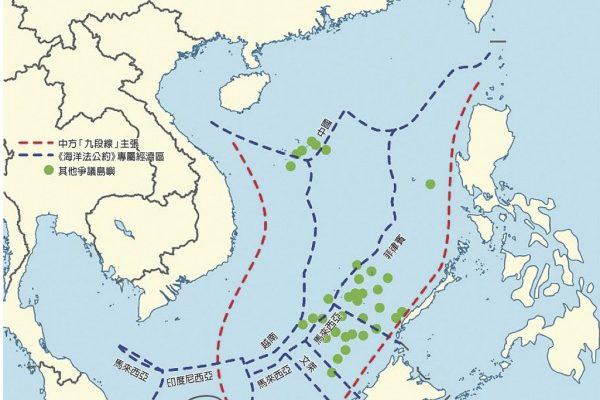 中方「九段線」主張
《海洋法公約》專屬經濟區
其他爭議島嶼
中國
菲律賓
越南
馬來西亞
馬來西亞
印度尼西亞
馬來西亞
文萊